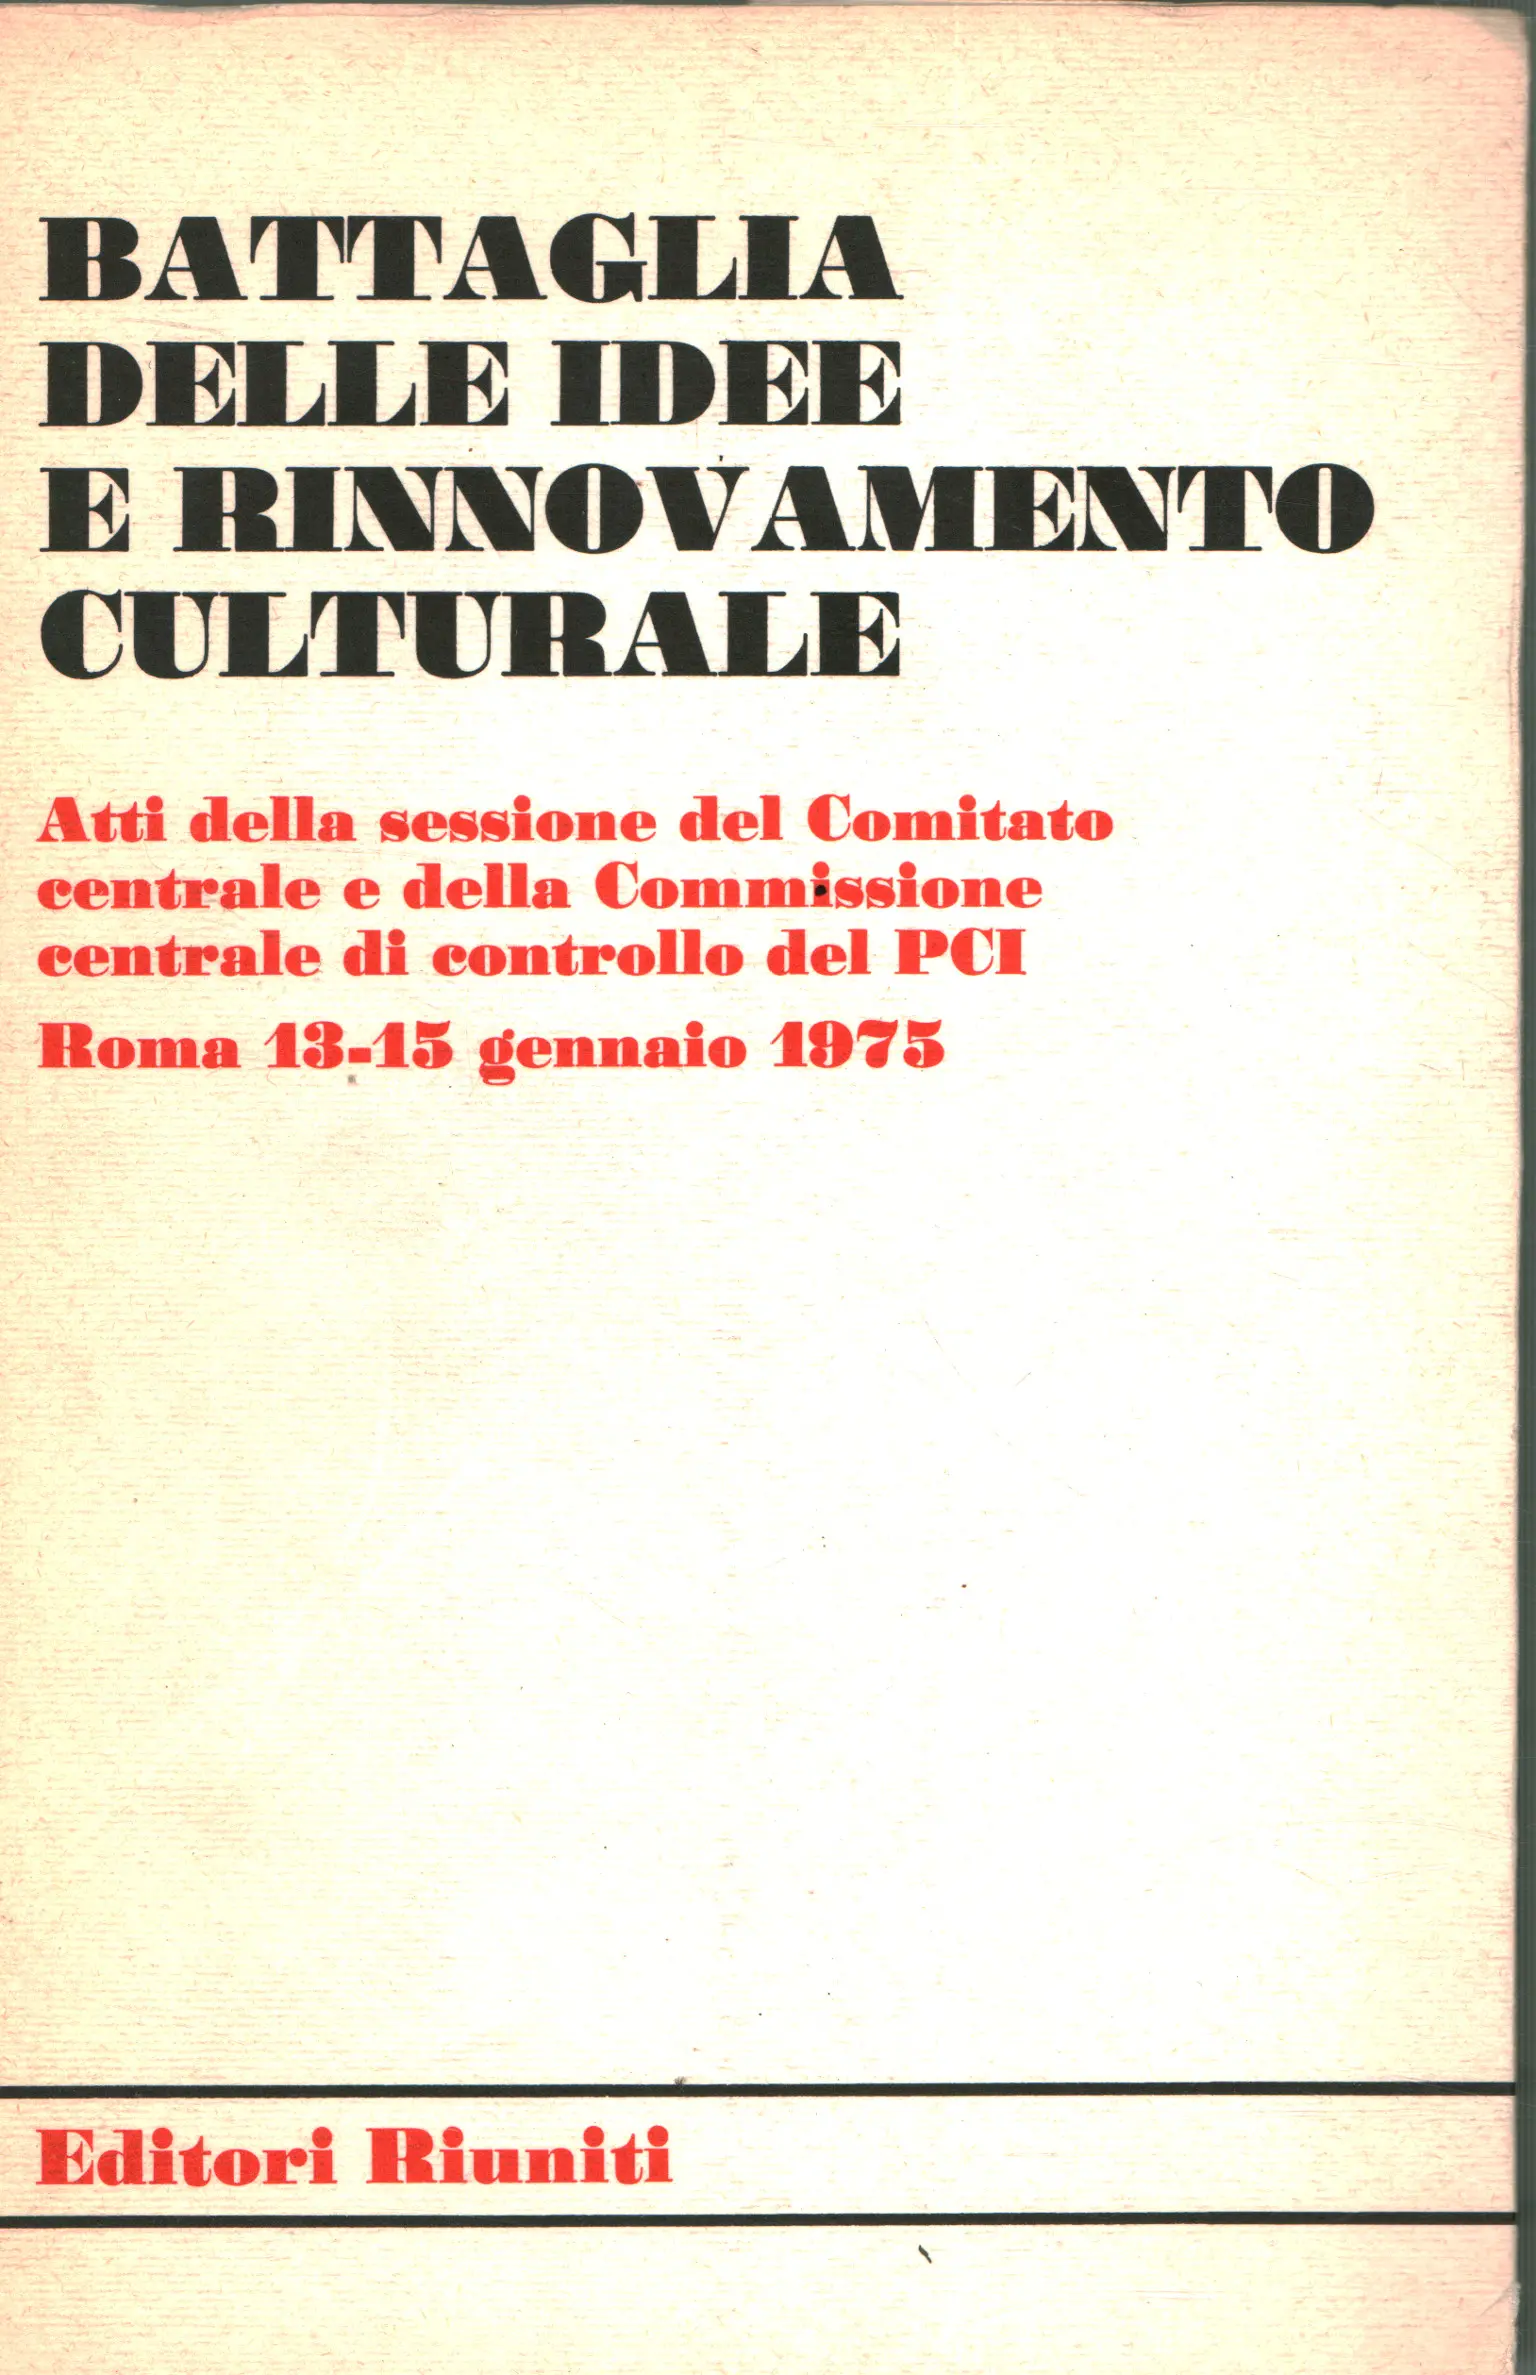 BATTAGLIA
DELLE IDEE
E RINNOVAMENTO
CULTURALE
Atti della sessione del Comitato
centrale e della Commissione
centrale di controllo del PCI
Roma 13-15 gennaio 1975
Editori Riuniti